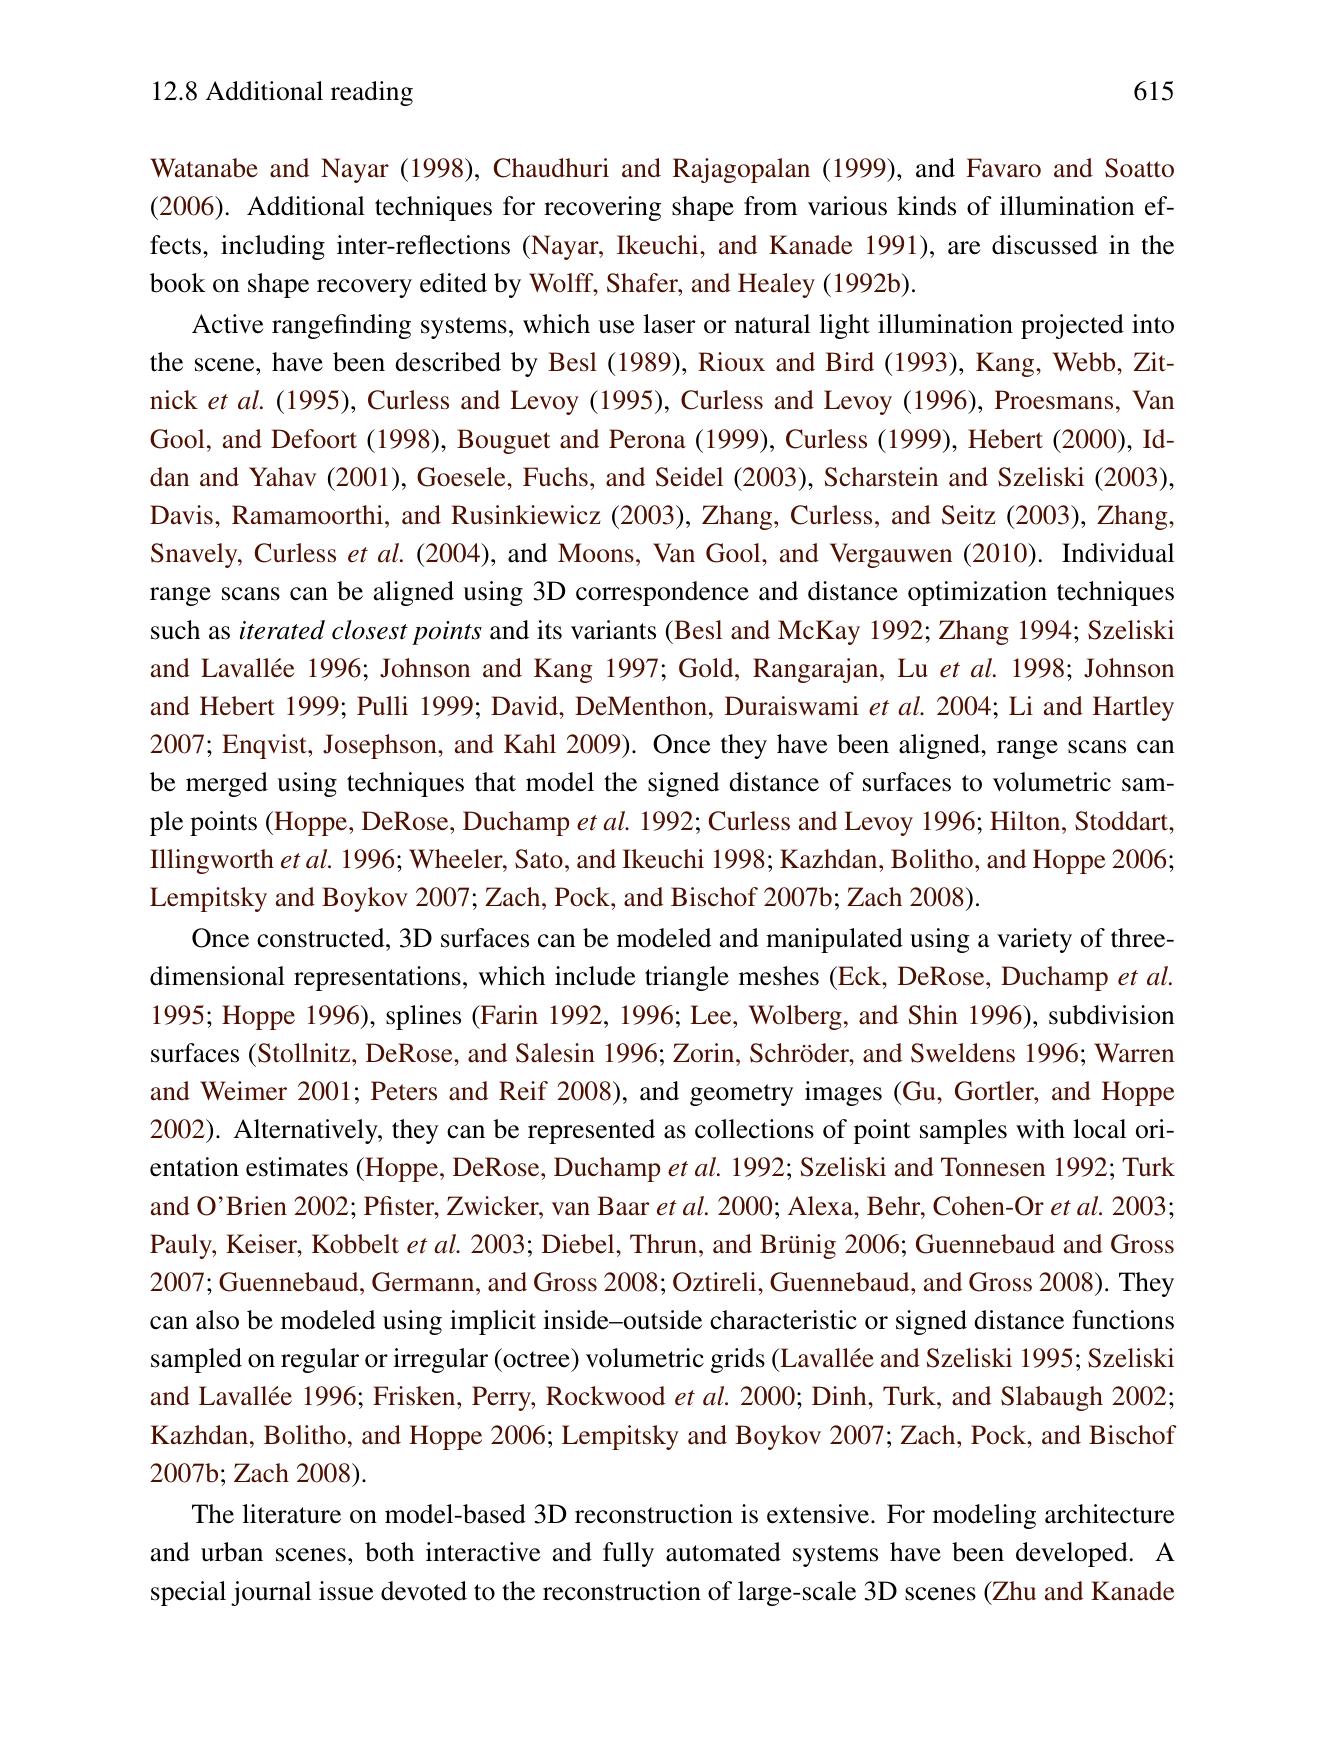 12.8 Additional reading 615
Watanabe and Nayar (1998), Chaudhuri and Rajagopalan (1999), and Favaro and Soatto
(2006). Additional techniques for recovering shape from various kinds of illumination ef-
fects, including inter-reflections (Nayar, Ikeuchi, and Kanade 1991), are discussed in the
book on shape recovery edited by Wolff, Shafer, and Healey (1992b).
Active rangefinding systems, which use laser or natural light illumination projected into
the scene, have been described by Besl (1989), Rioux and Bird (1993), Kang, Webb, Zit-
nick et al. (1995), Curless and Levoy (1995), Curless and Levoy (1996), Proesmans, Van
Gool, and Defoort (1998), Bouguet and Perona (1999), Curless (1999), Hebert (2000), Id-
dan and Yahav (2001), Goesele, Fuchs, and Seidel (2003), Scharstein and Szeliski (2003),
Davis, Ramamoorthi, and Rusinkiewicz (2003), Zhang, Curless, and Seitz (2003), Zhang,
Snavely, Curless et al. (2004), and Moons, Van Gool, and Vergauwen (2010). Individual
range scans can be aligned using 3D correspondence and distance optimization techniques
such as iterated closest points and its variants (Besl and McKay 1992; Zhang 1994; Szeliski
and Lavallée 1996; Johnson and Kang 1997; Gold, Rangarajan, Lu et al. 1998; Johnson
and Hebert 1999; Pulli 1999; David, DeMenthon, Duraiswami et al. 2004; Li and Hartley
2007; Enqvist, Josephson, and Kahl 2009). Once they have been aligned, range scans can
be merged using techniques that model the signed distance of surfaces to volumetric sam-
ple points (Hoppe, DeRose, Duchamp et al. 1992; Curless and Levoy 1996; Hilton, Stoddart,
Illingworth et al. 1996; Wheeler, Sato, and Ikeuchi 1998; Kazhdan, Bolitho, and Hoppe 2006;
Lempitsky and Boykov 2007; Zach, Pock, and Bischof 2007b; Zach 2008).
Once constructed, 3D surfaces can be modeled and manipulated using a variety of three-
dimensional representations, which include triangle meshes (Eck, DeRose, Duchamp et al.
1995; Hoppe 1996), splines (Farin 1992, 1996; Lee, Wolberg, and Shin 1996), subdivision
surfaces (Stollnitz, DeRose, and Salesin 1996; Zorin, Schröder, and Sweldens 1996; Warren
and Weimer 2001; Peters and Reif 2008), and geometry images (Gu, Gortler, and Hoppe
2002). Alternatively, they can be represented as collections of point samples with local ori-
entation estimates (Hoppe, DeRose, Duchamp et al. 1992; Szeliski and Tonnesen 1992; Turk
and O’Brien 2002; Pfister, Zwicker, van Baar et al. 2000; Alexa, Behr, Cohen-Or et al. 2003;
Pauly, Keiser, Kobbelt et al. 2003; Diebel, Thrun, and Brünig 2006; Guennebaud and Gross
2007; Guennebaud, Germann, and Gross 2008; Oztireli, Guennebaud, and Gross 2008). They
can also be modeled using implicit inside–outside characteristic or signed distance functions
sampled on regular or irregular (octree) volumetric grids (Lavallée and Szeliski 1995; Szeliski
and Lavallée 1996; Frisken, Perry, Rockwood et al. 2000; Dinh, Turk, and Slabaugh 2002;
Kazhdan, Bolitho, and Hoppe 2006; Lempitsky and Boykov 2007; Zach, Pock, and Bischof
2007b; Zach 2008).
The literature on model-based 3D reconstruction is extensive. For modeling architecture
and urban scenes, both interactive and fully automated systems have been developed. A
special journal issue devoted to the reconstruction of large-scale 3D scenes (Zhu and Kanade